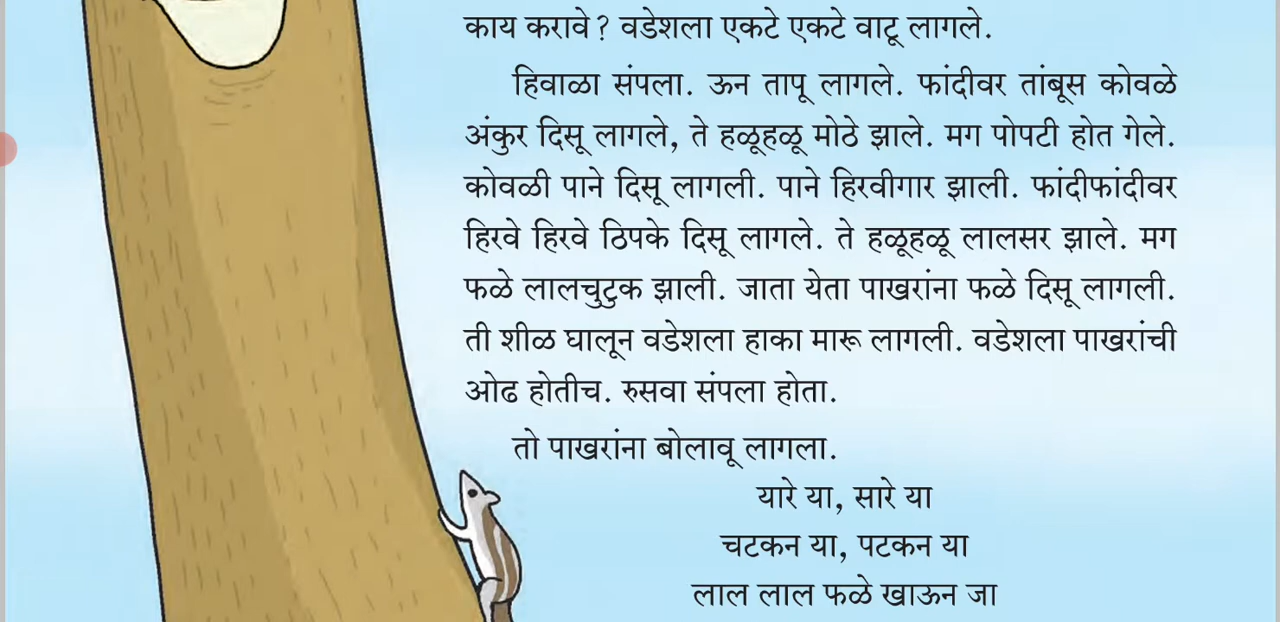 काय करावे? वडेशला एकटे एकटे वाटू लागले.
हिवाळा संपला. ऊन तापू लागले. फांदीवर तांबूस कोवळे
अंकुर दिसू लागले, ते हळूहळू मोठे झाले. मग पोपटी होत गेले.
कोवळी पाने दिसू लागली. पाने हिरवीगार झाली. फांदीफांदीवर
हिरवे हिरवे ठिपके दिसू लागले. ते हळूहळू लालसर झाले. मग
फळे लालचुटुक झाली. जाता येता पाखरांना फळे दिसू लागली.
ती शीळ घालून वडेशला हाका मारू लागली. वडेशला पाखरांची
ओढ होतीच. रुसवा संपला होता.
तो पाखरांना बोलावू लागला.
यारे या, सारे या
चटकन या, पटकन या
लाल लाल फळे खाऊन जा